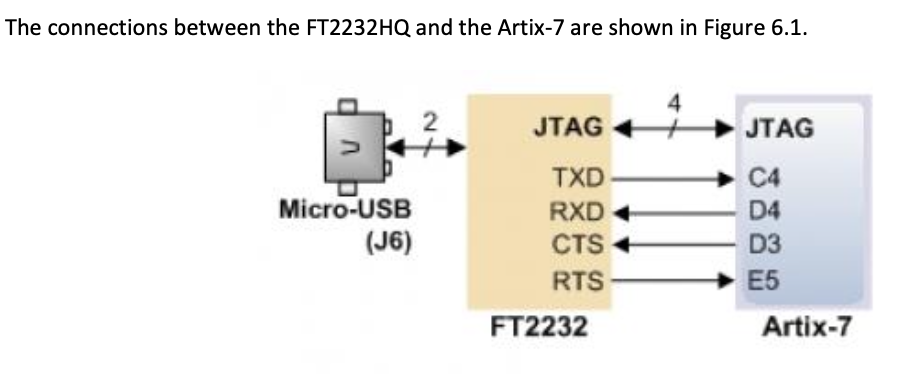 The connections between the FT2232HQ and the Artix-7 are shown in Figure 6.1.
2
4
JTAG
JTAG
TXD
C4
RXD
D4
CTS
D3
RTS
E5
Micro-USB
(J6)
FT2232
Artix-7